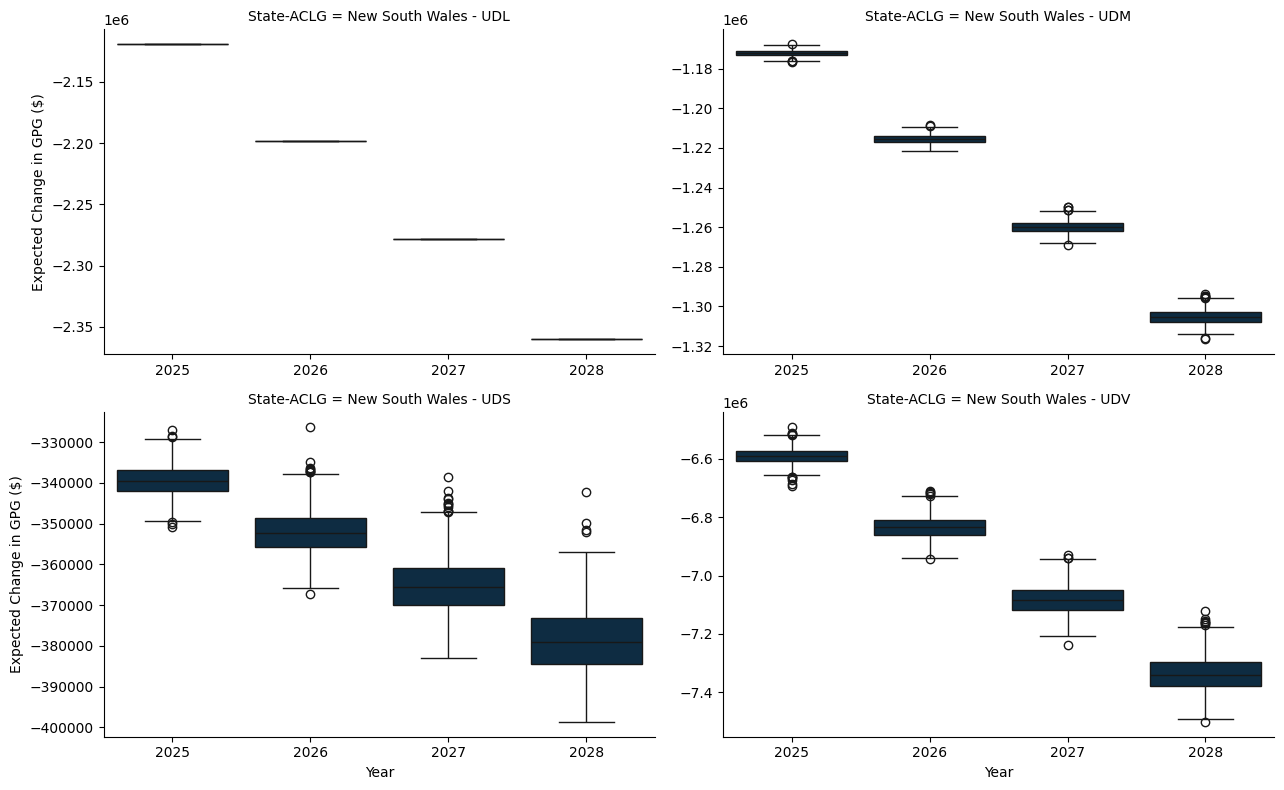 State-ACLG = New South Wales - UDL
1e6
Expected Change in GPG ($)
−2.15
−2.20
−2.25
−2.30
−2.35
2025 2026 2027 2028
State-ACLG = New South Wales - UDM
1e6
−1.18
−1.20
−1.22
−1.24
−1.26
−1.28
−1.30
−1.32
2025 2026 2027 2028
State-ACLG = New South Wales - UDS
Expected Change in GPG ($)
−330000
−340000
−350000
−360000
−370000
−380000
−390000
−400000
2025 2026 2027 2028
Year
State-ACLG = New South Wales - UDV
1e6
−6.6
−6.8
−7.0
−7.2
−7.4
2025 2026 2027 2028
Year